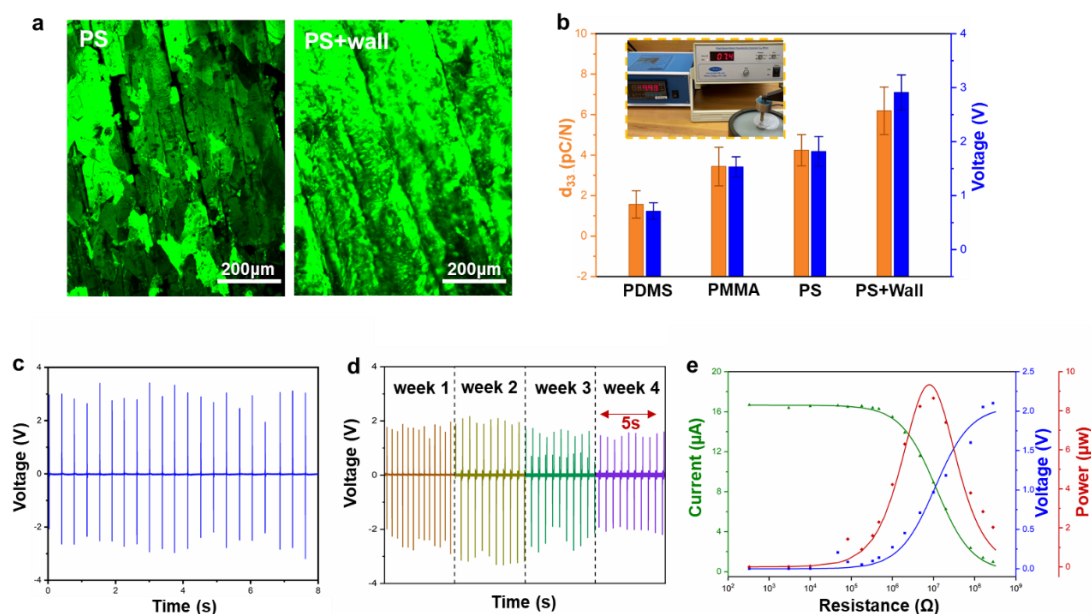 a
PS
PS+wall
200µm
200µm
b
d33 (pC/N)
10
8
6
4
2
0
-2
4
3
2
1
0
Voltage (V)
PDMS
PMMA
PS
PS+Wall
074
c
Voltage (V)
4
2
0
-2
-4
0
2
4
6
8
Time (s)
d
Voltage (V)
4
2
0
-2
-4
week 1
week 2
week 3
week 4
5s
Time (s)
e
Current (µA)
20
16
12
8
4
0
2.5
2.0
1.5
1.0
0.5
0.0
Voltage (V)
10
8
6
4
2
0
Power (µw)
10²
10³
10⁴
10⁵
10⁶
10⁷
10⁸
10⁹
Resistance (Ω)